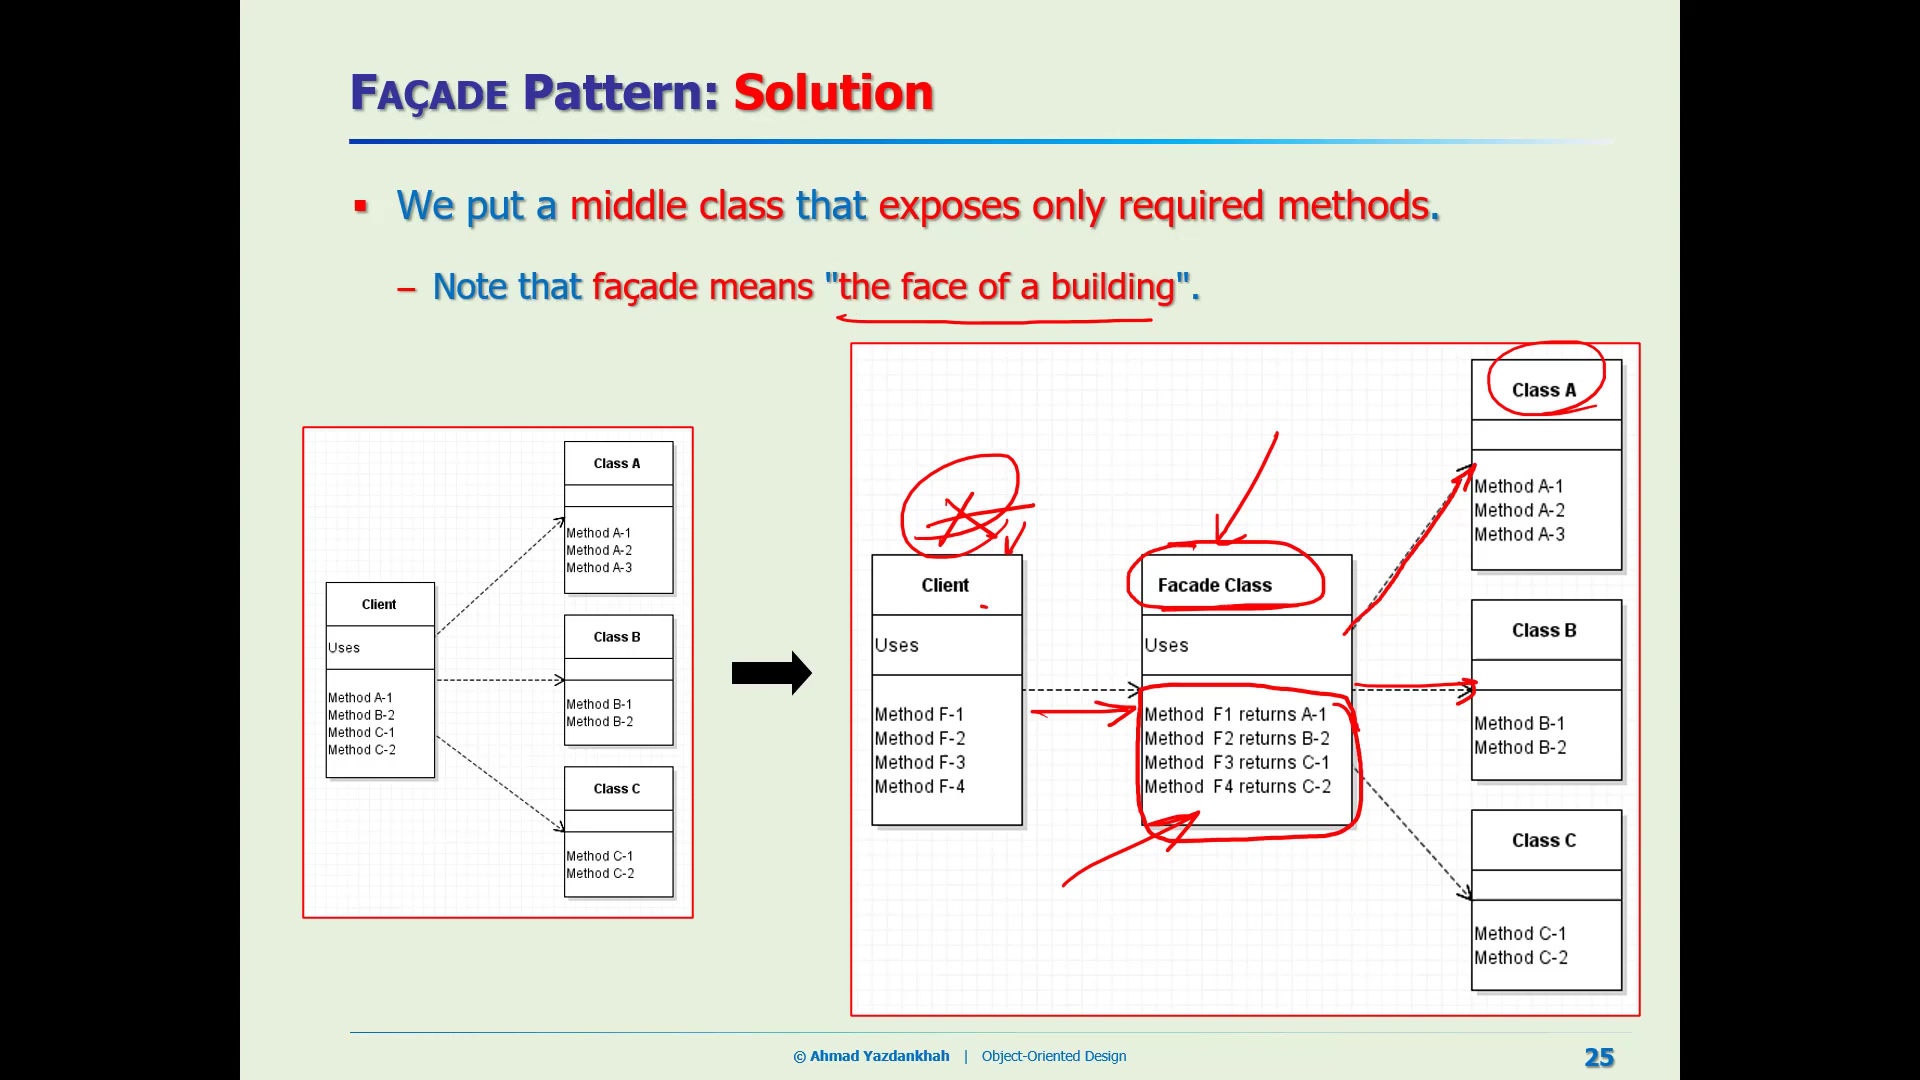 FAÇADE Pattern: Solution
▪ We put a middle class that exposes only required methods.
– Note that façade means "the face of a building".
Class A
Method A-1
Method A-2
Method A-3
Client
Uses
Method A-1
Method B-2
Method C-1
Method C-2
Class B
Method B-1
Method B-2
Class C
Method C-1
Method C-2
Client
Uses
Method F-1
Method F-2
Method F-3
Method F-4
Facade Class
Uses
Method F1 returns A-1
Method F2 returns B-2
Method F3 returns C-1
Method F4 returns C-2
Class A
Method A-1
Method A-2
Method A-3
Class B
Method B-1
Method B-2
Class C
Method C-1
Method C-2
© Ahmad Yazdankhah | Object-Oriented Design
25